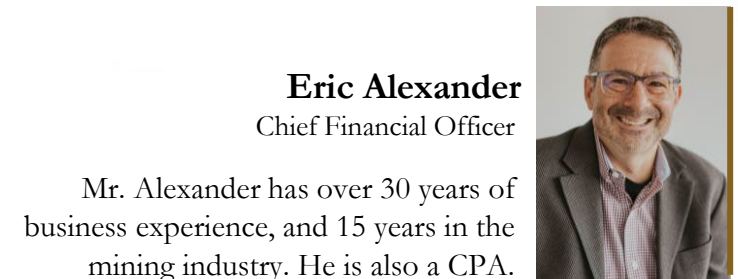 Eric Alexander
Chief Financial Officer
Mr. Alexander has over 30 years of
business experience, and 15 years in the
mining industry. He is also a CPA.